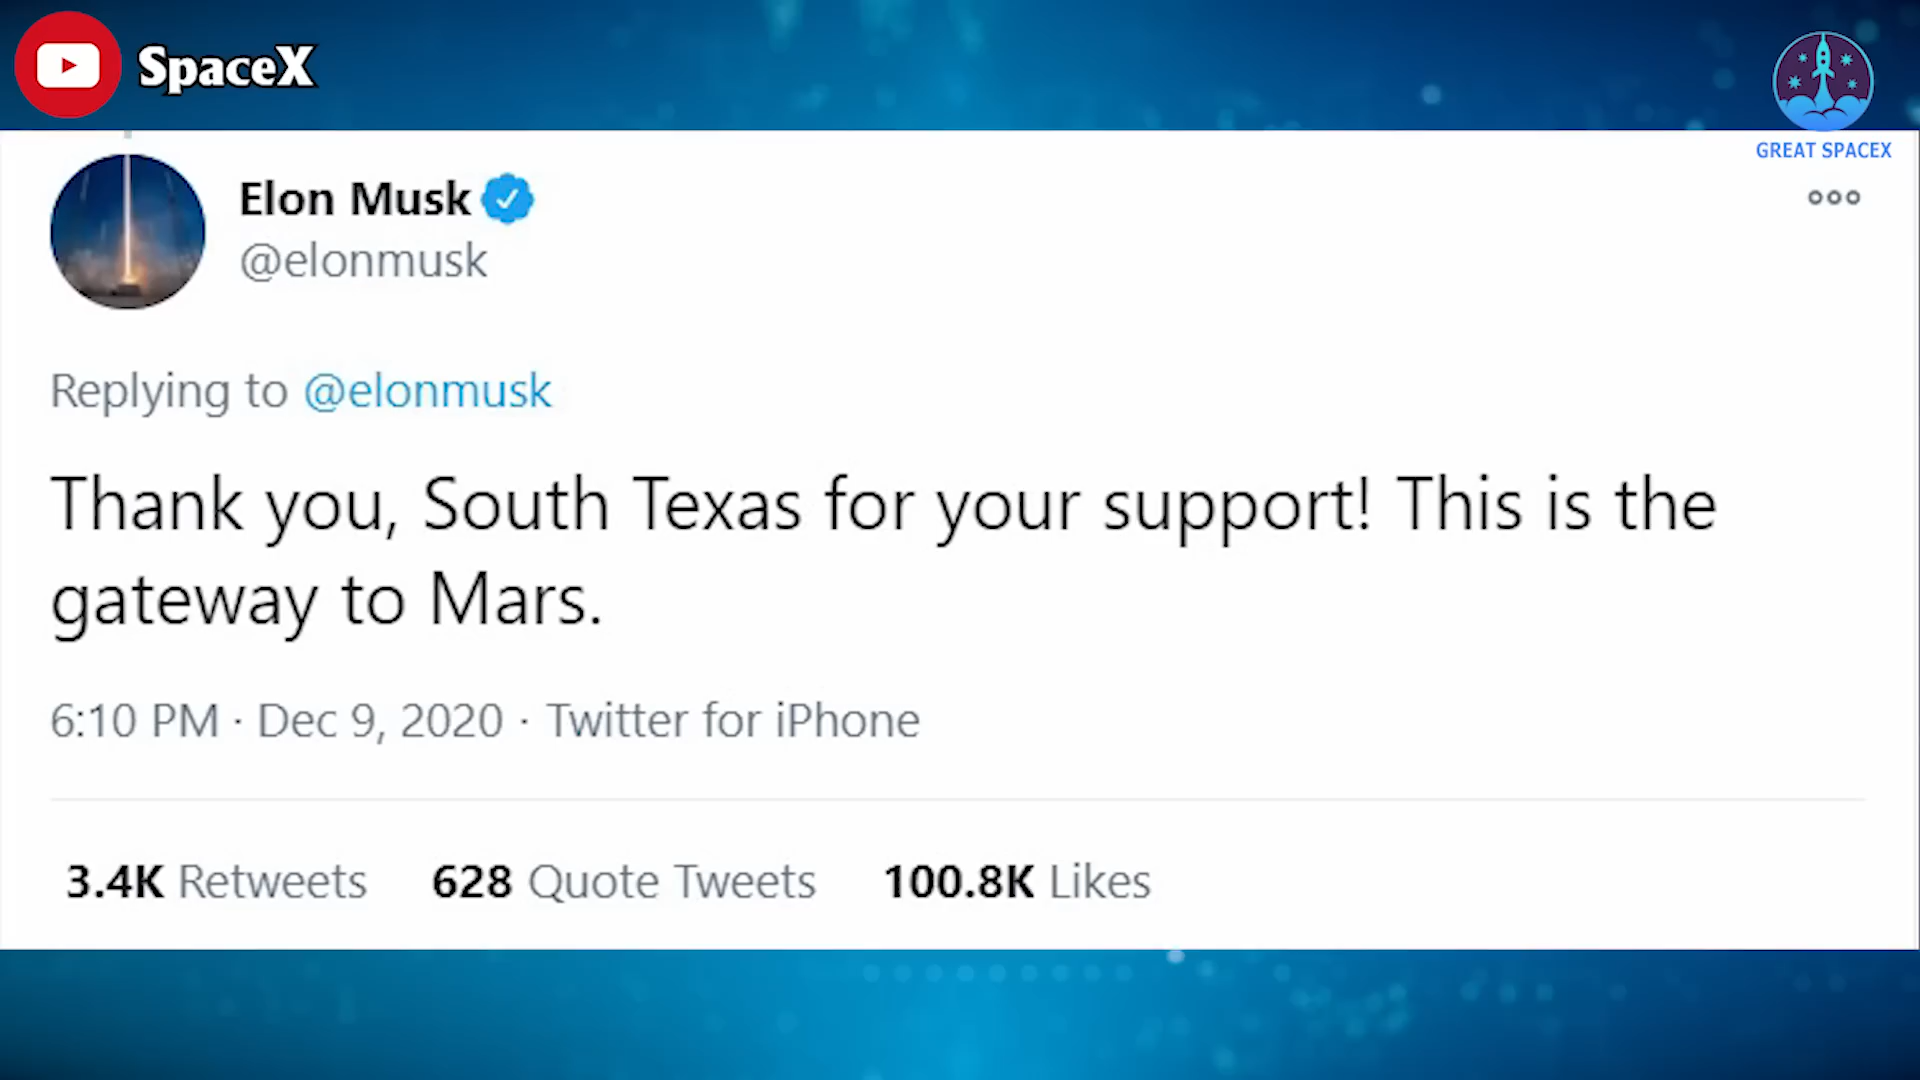 SpaceX
GREAT SPACEX
Elon Musk
@elonmusk
Replying to @elonmusk
Thank you, South Texas for your support! This is the
gateway to Mars.
6:10 PM · Dec 9, 2020 · Twitter for iPhone
3.4K Retweets 628 Quote Tweets 100.8K Likes